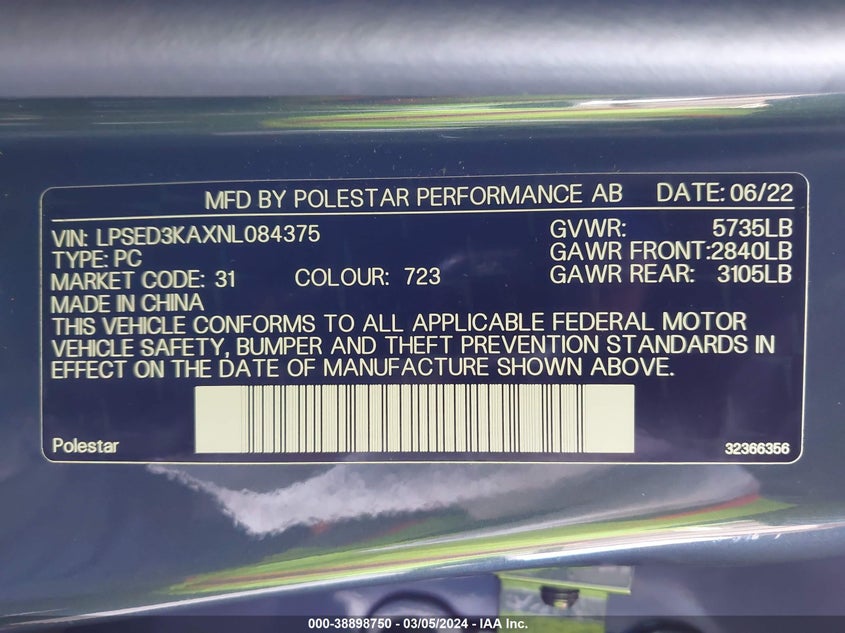 MFD BY POLESTAR PERFORMANCE AB DATE: 06/22
VIN: LPSED3KAXNL084375 GVWR: 5735LB
TYPE: PC GAWR FRONT:2840LB
MARKET CODE: 31 COLOUR: 723 GAWR REAR: 3105LB
MADE IN CHINA
THIS VEHICLE CONFORMS TO ALL APPLICABLE FEDERAL MOTOR
VEHICLE SAFETY, BUMPER AND THEFT PREVENTION STANDARDS IN
EFFECT ON THE DATE OF MANUFACTURE SHOWN ABOVE.
Polestar 32366356
000-38898750 — 03/05/2024 — IAA Inc.